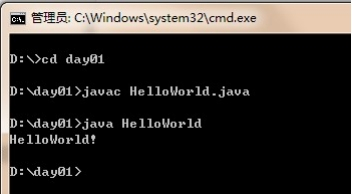 管理员: C:\Windows\system32\cmd.exe
D:\>cd day01
D:\day01>javac HelloWorld.java
D:\day01>java HelloWorld
HelloWorld!
D:\day01>